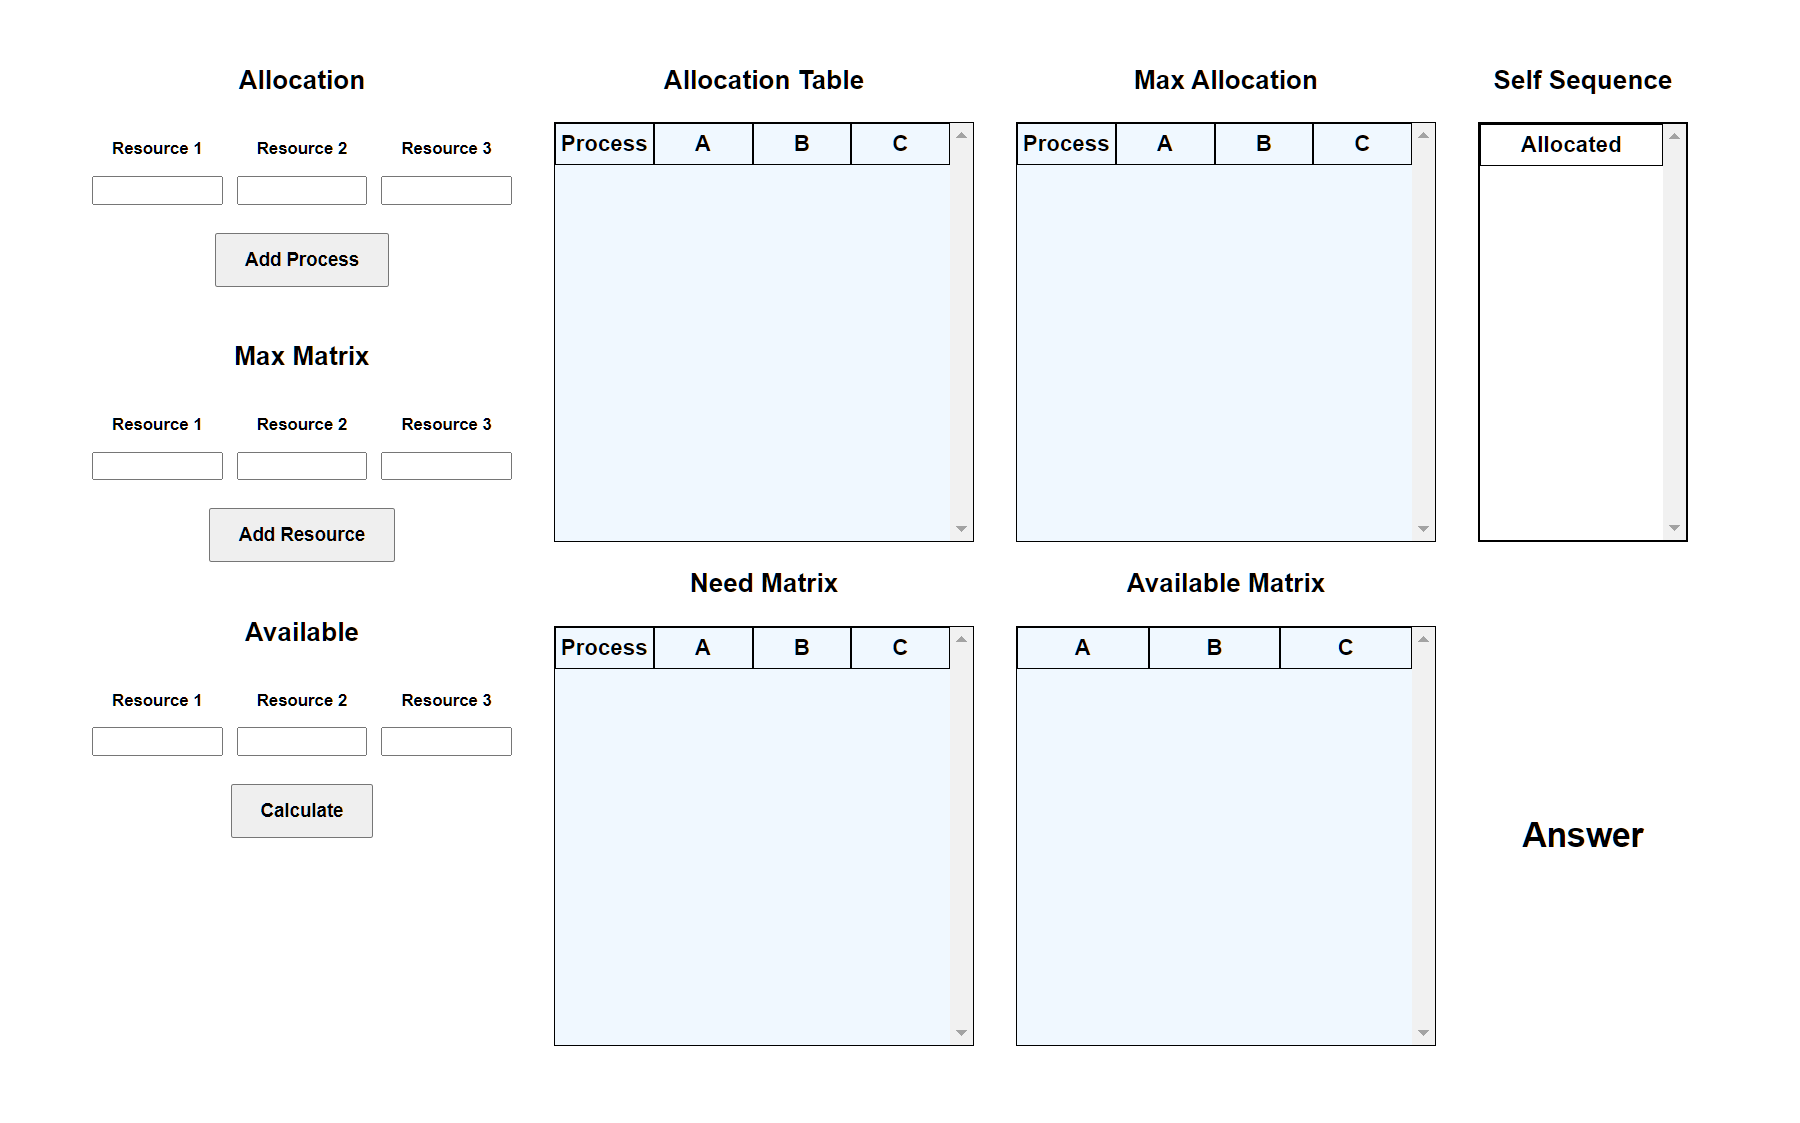 Allocation
Resource 1 Resource 2 Resource 3
Add Process
Max Matrix
Resource 1 Resource 2 Resource 3
Add Resource
Available
Resource 1 Resource 2 Resource 3
Calculate
Allocation Table
Process A B C
Max Allocation
Process A B C
Self Sequence
Allocated
Need Matrix
Process A B C
Available Matrix
A B C
Answer